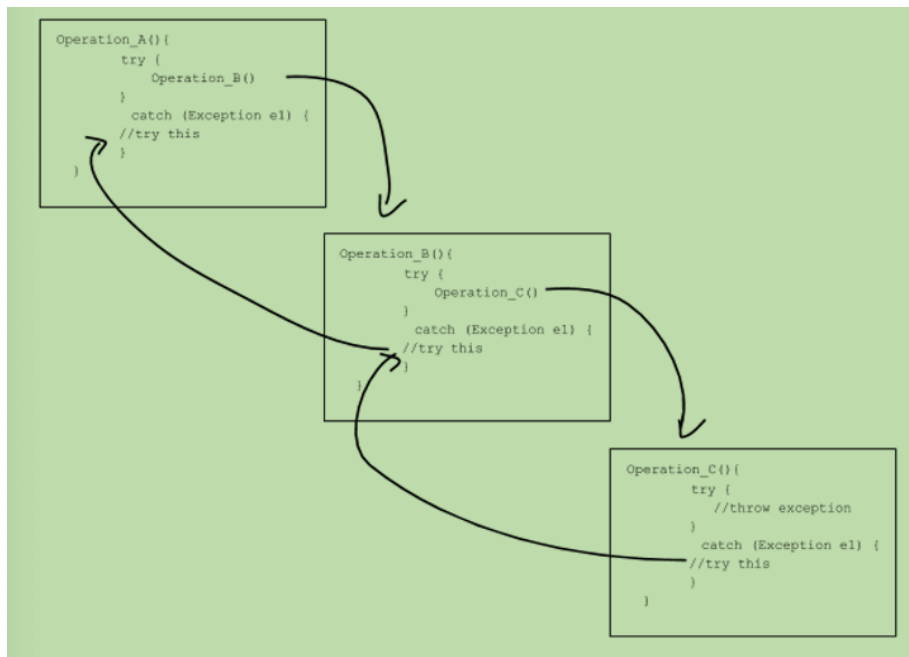 Operation_A(){
try {
Operation_B()
}
catch (Exception e1) {
//try this
}
}
Operation_B(){
try {
Operation_C()
}
catch (Exception e1) {
//try this
}
}
Operation_C(){
try {
//throw exception
}
catch (Exception e1) {
//try this
}
}